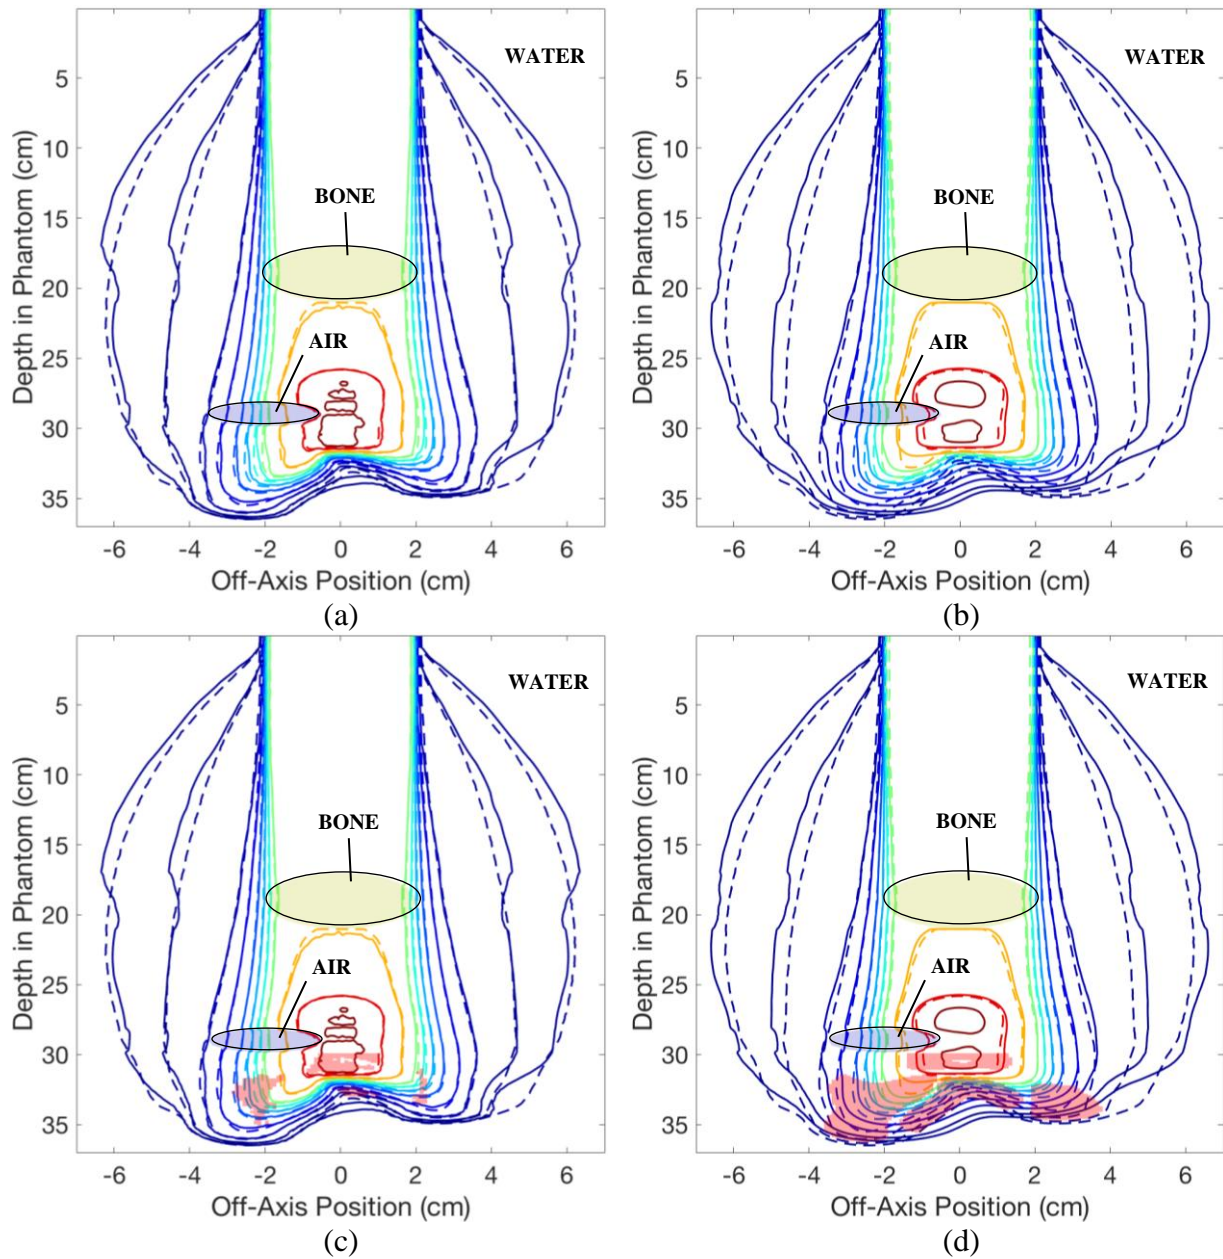 WATER
BONE
AIR
5
10
15
20
25
30
35
-6 -4 -2 0 2 4 6
Depth in Phantom (cm)
Off-Axis Position (cm)
(a)
WATER
BONE
AIR
5
10
15
20
25
30
35
-6 -4 -2 0 2 4 6
Depth in Phantom (cm)
Off-Axis Position (cm)
(b)
WATER
BONE
AIR
5
10
15
20
25
30
35
-6 -4 -2 0 2 4 6
Depth in Phantom (cm)
Off-Axis Position (cm)
(c)
WATER
BONE
AIR
5
10
15
20
25
30
35
-6 -4 -2 0 2 4 6
Depth in Phantom (cm)
Off-Axis Position (cm)
(d)